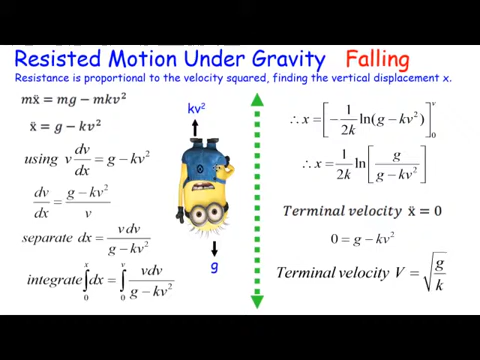 Resisted Motion Under Gravity Falling
Resistance is proportional to the velocity squared, finding the vertical displacement x.
mẍ = mg − mkv²
ẍ = g − kv²
using v dv/dx = g − kv²
dv/dx = (g − kv²)/v
separate dx = v dv/(g − kv²)
integrate ∫₀ˣ dx = ∫₀ᵛ vdv/(g − kv²)
kv²
g
∴ x = [−1/2k ln(g − kv²)]₀ᵛ
∴ x = 1/2k ln[g/(g − kv²)]
Terminal velocity ẍ = 0
0 = g − kv²
Terminal velocity V = √(g/k)